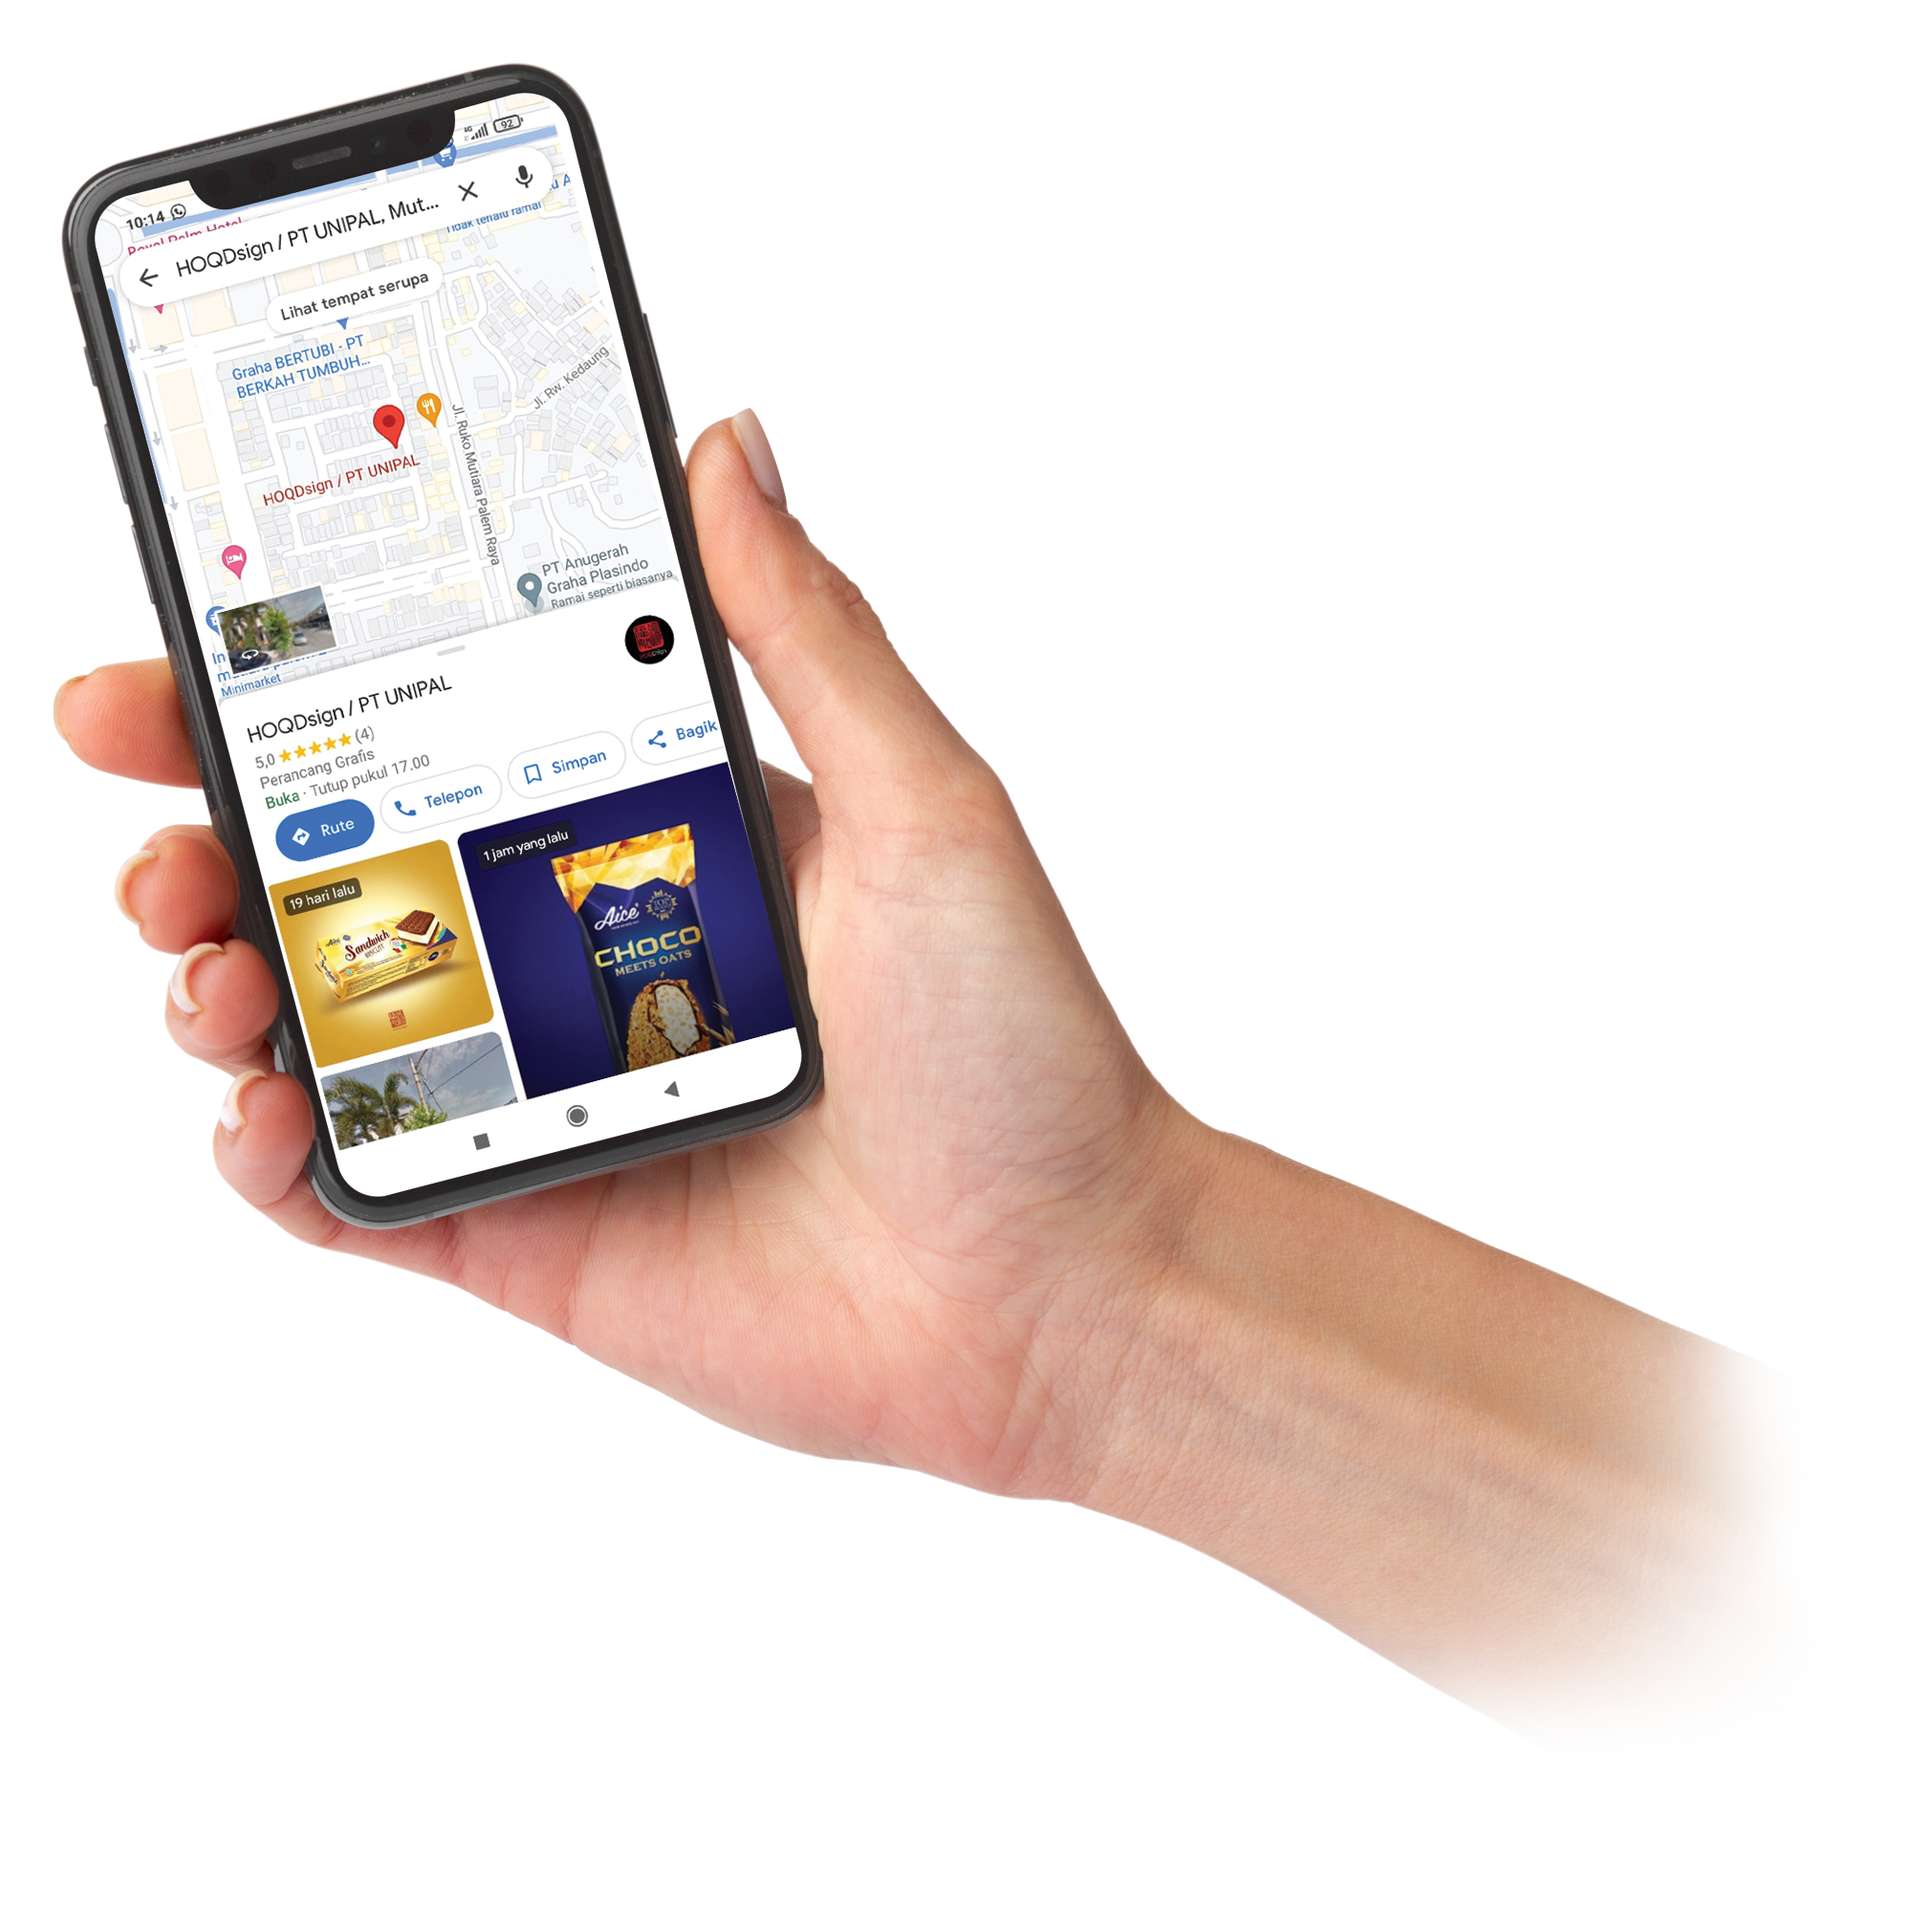 10:14
4G
92
Royal Palm Hotel
HOQDsign / PT UNIPAL, Mut...
Tidak terlalu ramai
Lihat tempat serupa
Graha BERTUBI - PT
BERKAH TUMBUH...
Jl. Rw. Kedaung
Jl. Ruko Mutiara Palem Raya
HOQDsign / PT UNIPAL
PT Anugerah
Graha Plasindo
Ramai seperti biasanya
Minimarket
HOQDsign / PT UNIPAL
5,0 (4)
Perancang Grafis
Buka · Tutup pukul 17.00
Rute
Telepon
Simpan
Bagik
19 hari lalu
Aice
Sandwich
BISCUIT
1 jam yang lalu
Aice
CHOCO
MEETS OATS